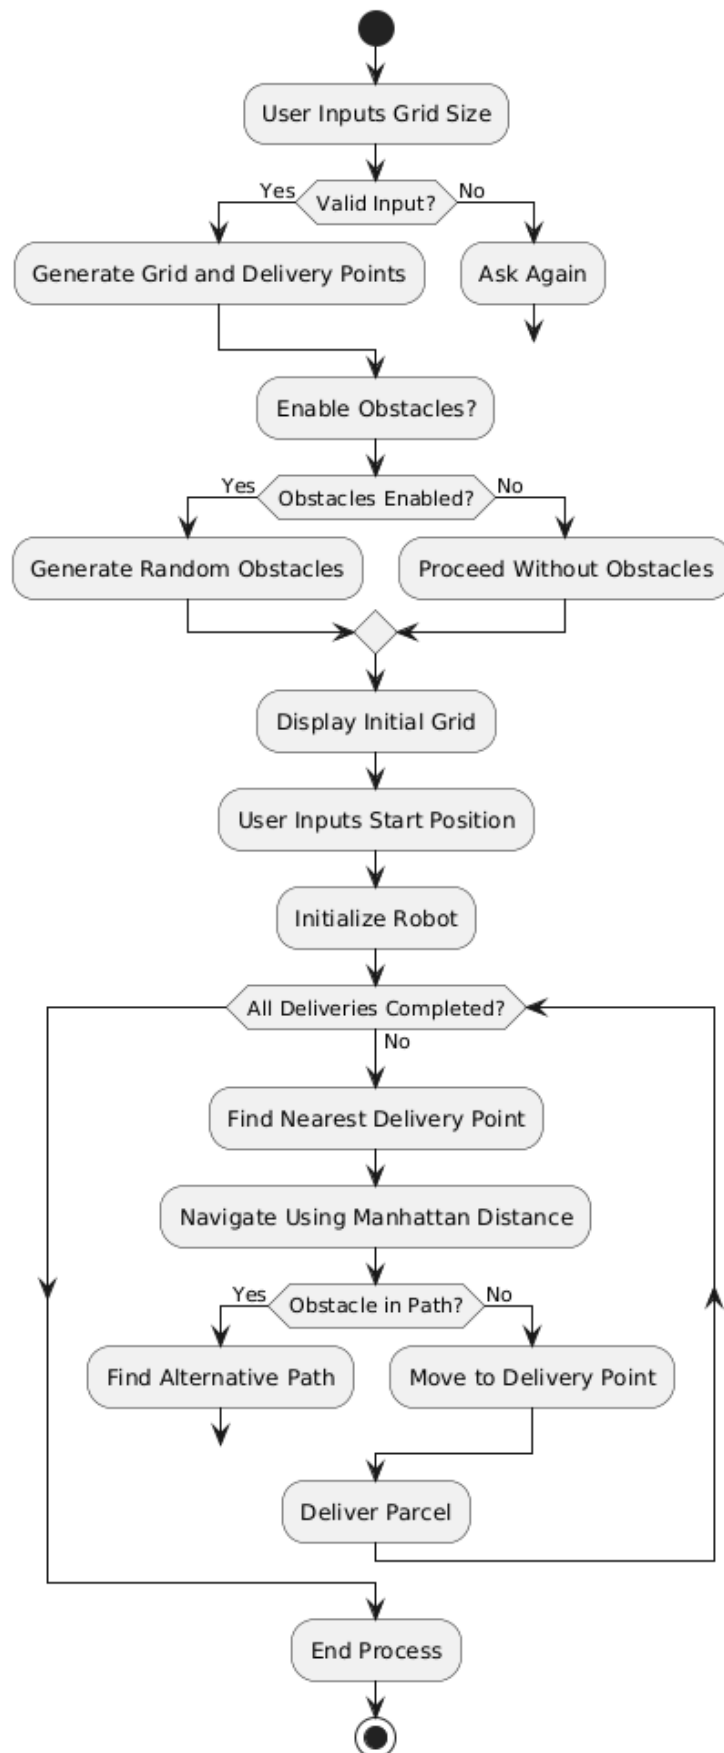 User Inputs Grid Size
Yes
Valid Input?
No
Generate Grid and Delivery Points
Ask Again
Enable Obstacles?
Yes
Obstacles Enabled?
No
Generate Random Obstacles
Proceed Without Obstacles
Display Initial Grid
User Inputs Start Position
Initialize Robot
All Deliveries Completed?
No
Find Nearest Delivery Point
Navigate Using Manhattan Distance
Yes
Obstacle in Path?
No
Find Alternative Path
Move to Delivery Point
Deliver Parcel
End Process